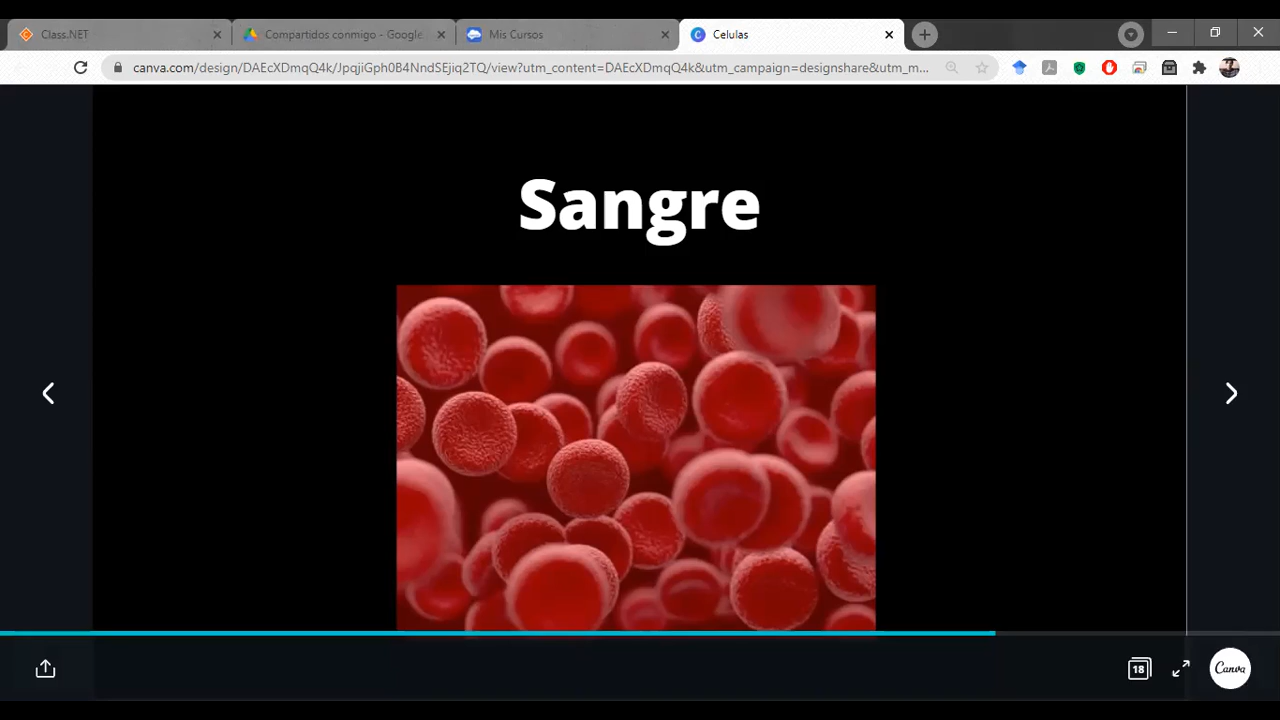 Class.NET
Compartidos conmigo - Google
Mis Cursos
Celulas
canva.com/design/DAEcXDmqQ4k/JpqjiGph0B4NndSEjiq2TQ/view?utm_content=DAEcXDmqQ4k&utm_campaign=designshare&utm_m...
Sangre
18
Canva